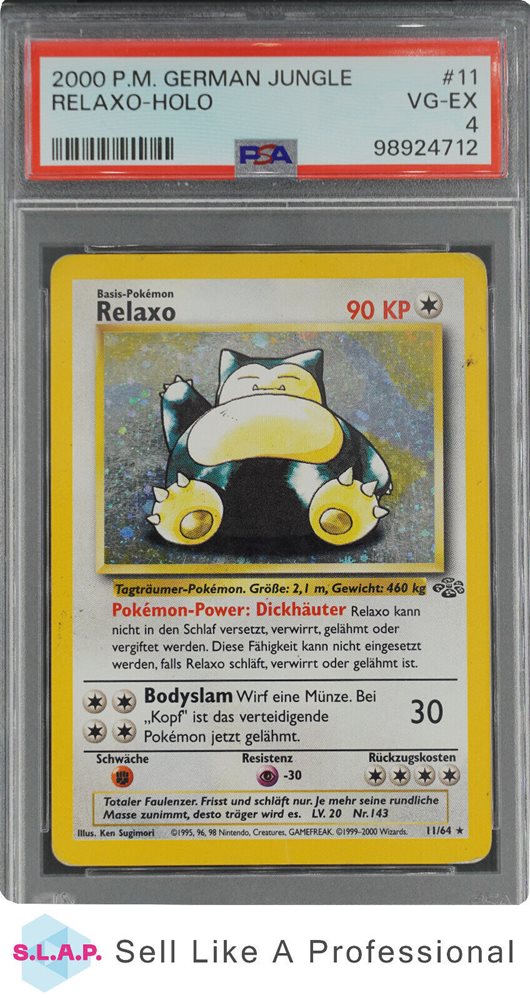 2000 P.M. GERMAN JUNGLE #11
RELAXO-HOLO VG-EX
4
PSA 98924712
Basis-Pokémon
Relaxo 90 KP
Tagträumer-Pokémon. Größe: 2,1 m, Gewicht: 460 kg
Pokémon-Power: Dickhäuter Relaxo kann
nicht in den Schlaf versetzt, verwirrt, gelähmt oder
vergiftet werden. Diese Fähigkeit kann nicht eingesetzt
werden, falls Relaxo schläft, verwirrt oder gelähmt ist.
Bodyslam Wirf eine Münze. Bei
„Kopf" ist das verteidigende 30
Pokémon jetzt gelähmt.
Schwäche Resistenz Rückzugskosten
-30
Totaler Faulenzer. Frisst und schläft nur. Je mehr seine rundliche
Masse zunimmt, desto träger wird es. LV. 20 Nr. 143
Illus. Ken Sugimori ©1995, 96, 98 Nintendo, Creatures, GAMEFREAK. ©1999-2000 Wizards. 11/64 ★
S.L.A.P. Sell Like A Professional